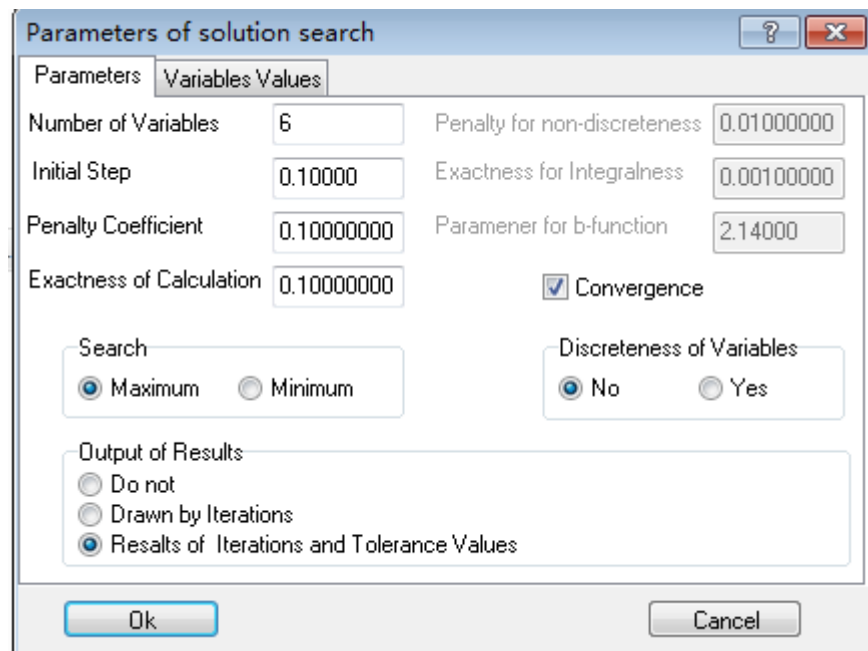 Parameters of solution search
Parameters Variables Values
Number of Variables 6 Penalty for non-discreteness 0.01000000
Initial Step 0.10000 Exactness for Integralness 0.00100000
Penalty Coefficient 0.10000000 Paramener for b-function 2.14000
Exactness of Calculation 0.10000000 Convergence
Search Discreteness of Variables
Maximum Minimum No Yes
Output of Results
Do not
Drawn by Iterations
Resalts of Iterations and Tolerance Values
Ok Cancel